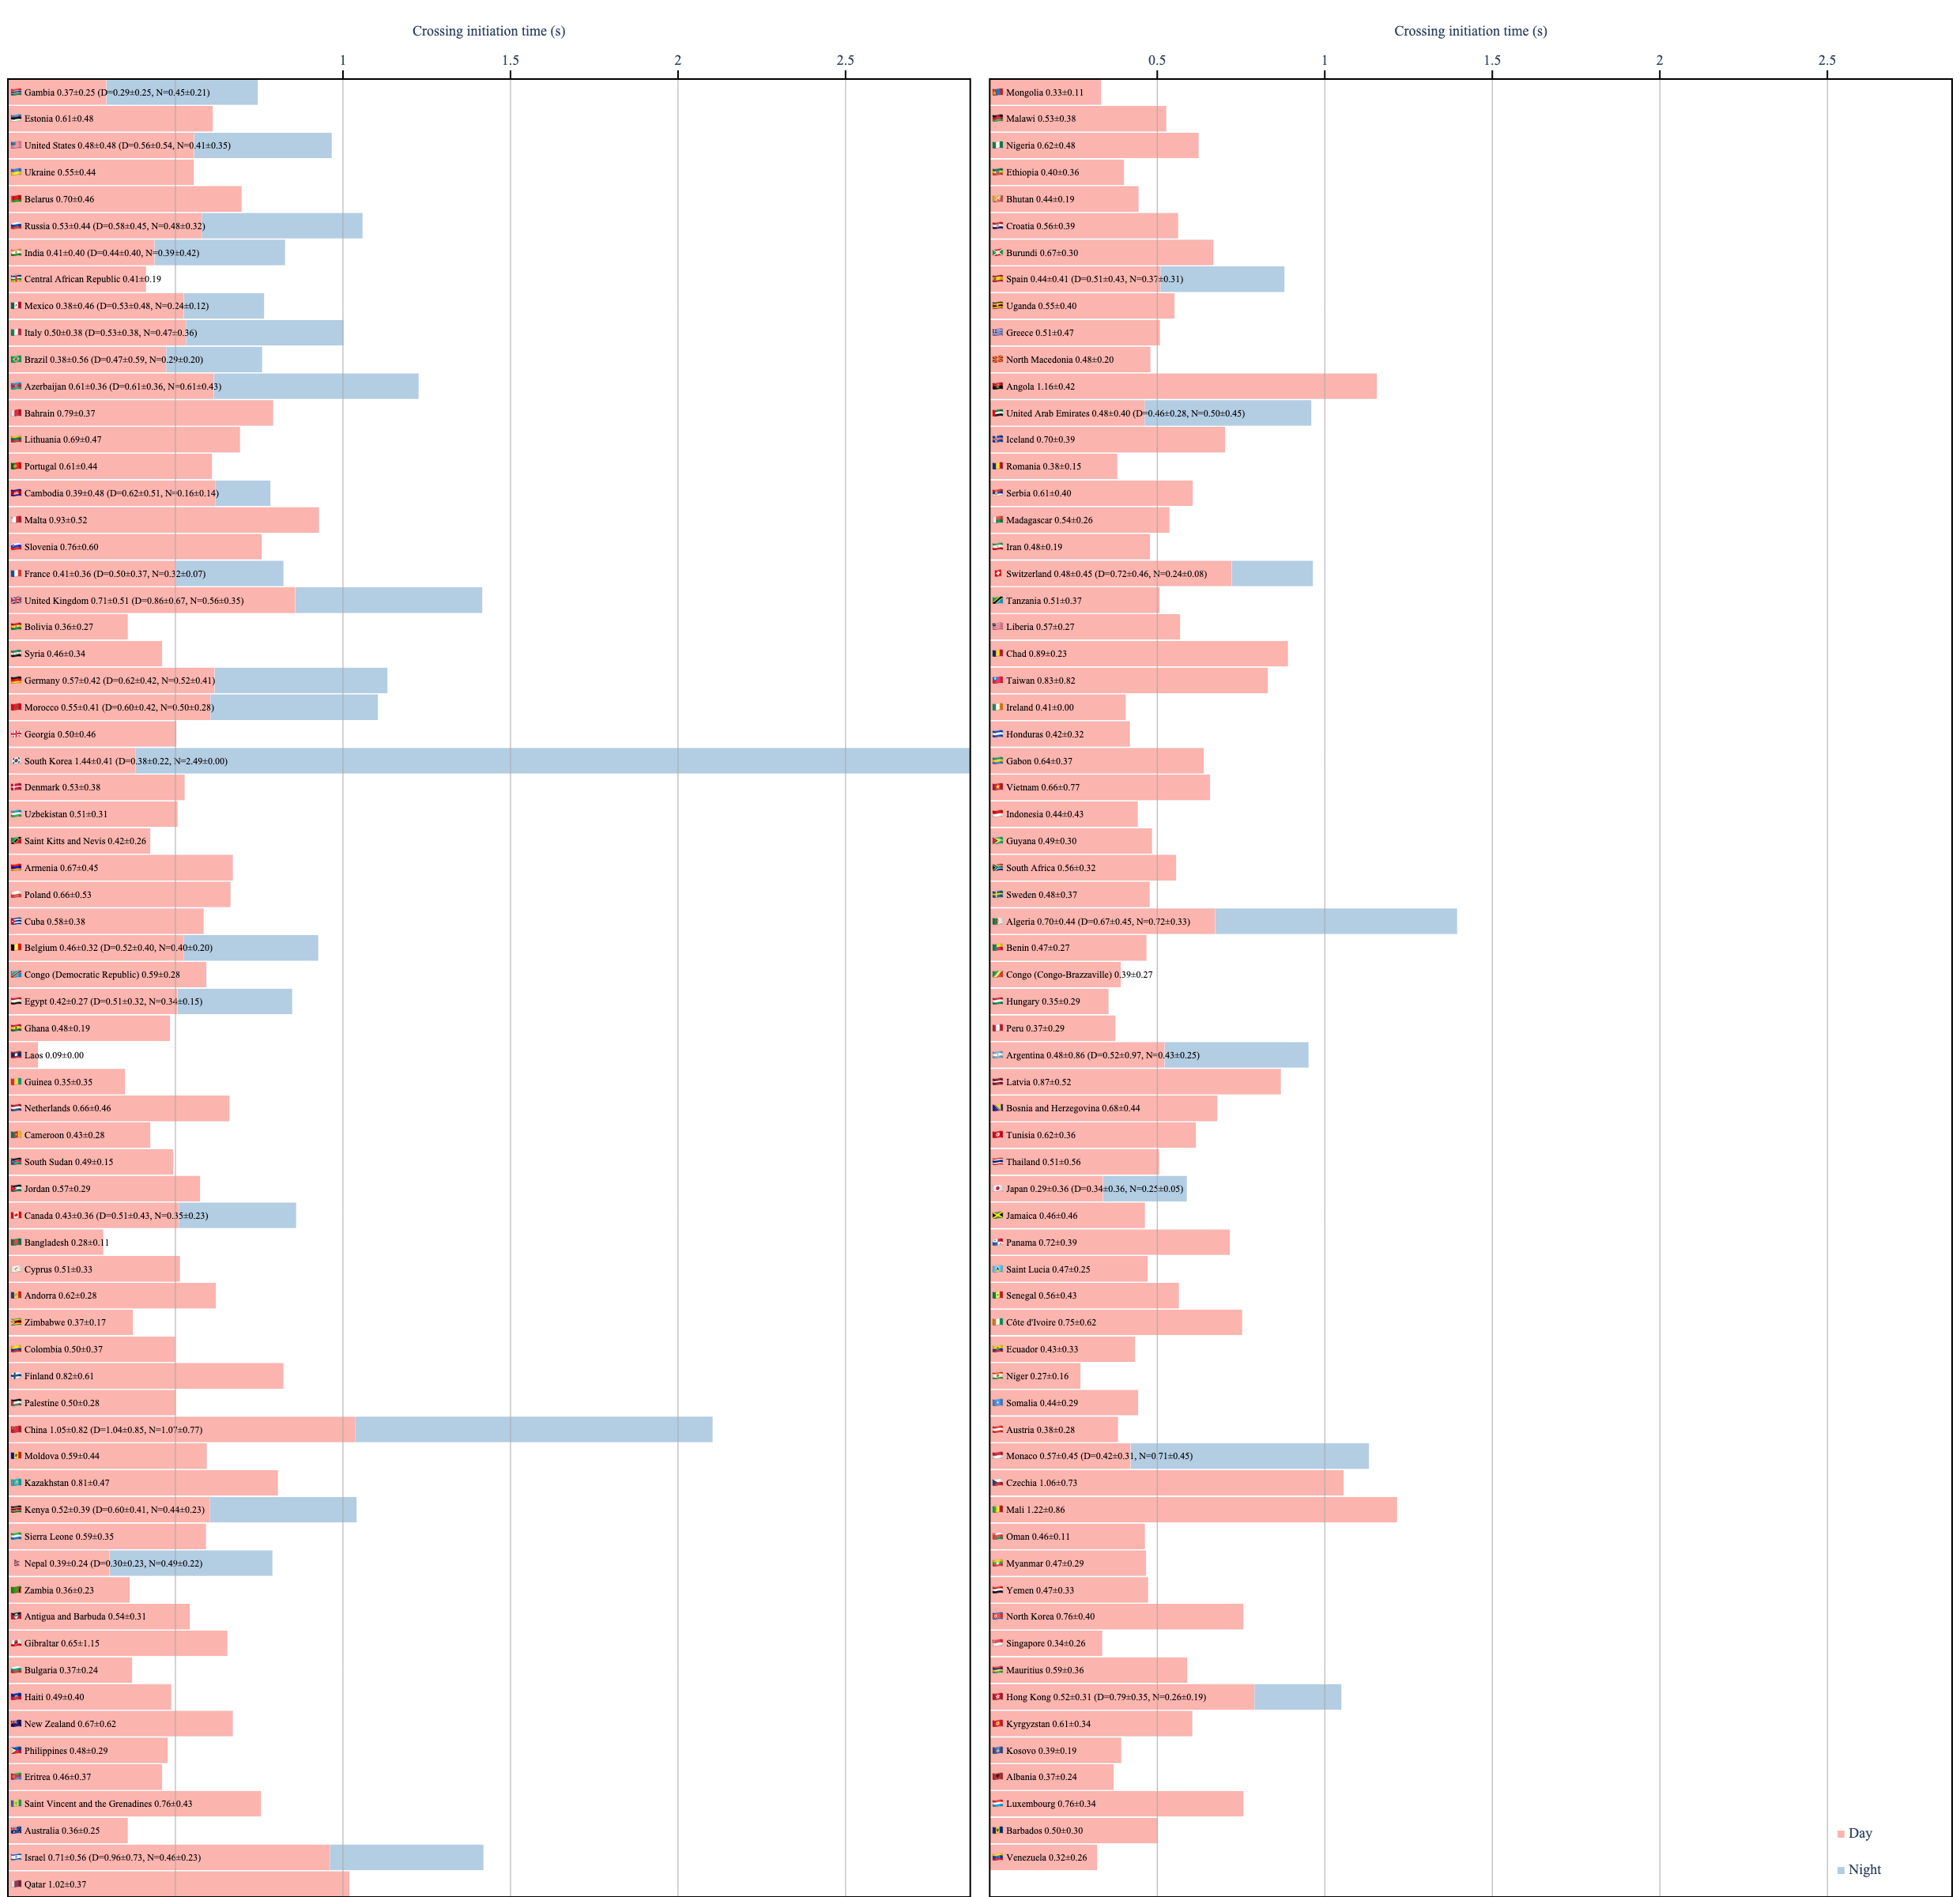 Crossing initiation time (s)
1 1.5 2 2.5
Gambia 0.37±0.25 (D=0.29±0.25, N=0.45±0.21)
Estonia 0.61±0.48
United States 0.48±0.48 (D=0.56±0.54, N=0.41±0.35)
Ukraine 0.55±0.44
Belarus 0.70±0.46
Russia 0.53±0.44 (D=0.58±0.45, N=0.48±0.32)
India 0.41±0.40 (D=0.44±0.40, N=0.39±0.42)
Central African Republic 0.41±0.19
Mexico 0.38±0.46 (D=0.53±0.48, N=0.24±0.12)
Italy 0.50±0.38 (D=0.53±0.38, N=0.47±0.36)
Brazil 0.38±0.56 (D=0.47±0.59, N=0.29±0.20)
Azerbaijan 0.61±0.36 (D=0.61±0.36, N=0.61±0.43)
Bahrain 0.79±0.37
Lithuania 0.69±0.47
Portugal 0.61±0.44
Cambodia 0.39±0.48 (D=0.62±0.51, N=0.16±0.14)
Malta 0.93±0.52
Slovenia 0.76±0.60
France 0.41±0.36 (D=0.50±0.37, N=0.32±0.07)
United Kingdom 0.71±0.51 (D=0.86±0.67, N=0.56±0.35)
Bolivia 0.36±0.27
Syria 0.46±0.34
Germany 0.57±0.42 (D=0.62±0.42, N=0.52±0.41)
Morocco 0.55±0.41 (D=0.60±0.42, N=0.50±0.28)
Georgia 0.50±0.46
South Korea 1.44±0.41 (D=0.38±0.22, N=2.49±0.00)
Denmark 0.53±0.38
Uzbekistan 0.51±0.31
Saint Kitts and Nevis 0.42±0.26
Armenia 0.67±0.45
Poland 0.66±0.53
Cuba 0.58±0.38
Belgium 0.46±0.32 (D=0.52±0.40, N=0.40±0.20)
Congo (Democratic Republic) 0.59±0.28
Egypt 0.42±0.27 (D=0.51±0.32, N=0.34±0.15)
Ghana 0.48±0.19
Laos 0.09±0.00
Guinea 0.35±0.35
Netherlands 0.66±0.46
Cameroon 0.43±0.28
South Sudan 0.49±0.15
Jordan 0.57±0.29
Canada 0.43±0.36 (D=0.51±0.43, N=0.35±0.23)
Bangladesh 0.28±0.11
Cyprus 0.51±0.33
Andorra 0.62±0.28
Zimbabwe 0.37±0.17
Colombia 0.50±0.37
Finland 0.82±0.61
Palestine 0.50±0.28
China 1.05±0.82 (D=1.04±0.85, N=1.07±0.77)
Moldova 0.59±0.44
Kazakhstan 0.81±0.47
Kenya 0.52±0.39 (D=0.60±0.41, N=0.44±0.23)
Sierra Leone 0.59±0.35
Nepal 0.39±0.24 (D=0.30±0.23, N=0.49±0.22)
Zambia 0.36±0.23
Antigua and Barbuda 0.54±0.31
Gibraltar 0.65±1.15
Bulgaria 0.37±0.24
Haiti 0.49±0.40
New Zealand 0.67±0.62
Philippines 0.48±0.29
Eritrea 0.46±0.37
Saint Vincent and the Grenadines 0.76±0.43
Australia 0.36±0.25
Israel 0.71±0.56 (D=0.96±0.73, N=0.46±0.23)
Qatar 1.02±0.37
Crossing initiation time (s)
0.5 1 1.5 2 2.5
Mongolia 0.33±0.11
Malawi 0.53±0.38
Nigeria 0.62±0.48
Ethiopia 0.40±0.36
Bhutan 0.44±0.19
Croatia 0.56±0.39
Burundi 0.67±0.30
Spain 0.44±0.41 (D=0.51±0.43, N=0.37±0.31)
Uganda 0.55±0.40
Greece 0.51±0.47
North Macedonia 0.48±0.20
Angola 1.16±0.42
United Arab Emirates 0.48±0.40 (D=0.46±0.28, N=0.50±0.45)
Iceland 0.70±0.39
Romania 0.38±0.15
Serbia 0.61±0.40
Madagascar 0.54±0.26
Iran 0.48±0.19
Switzerland 0.48±0.45 (D=0.72±0.46, N=0.24±0.08)
Tanzania 0.51±0.37
Liberia 0.57±0.27
Chad 0.89±0.23
Taiwan 0.83±0.82
Ireland 0.41±0.00
Honduras 0.42±0.32
Gabon 0.64±0.37
Vietnam 0.66±0.77
Indonesia 0.44±0.43
Guyana 0.49±0.30
South Africa 0.56±0.32
Sweden 0.48±0.37
Algeria 0.70±0.44 (D=0.67±0.45, N=0.72±0.33)
Benin 0.47±0.27
Congo (Congo-Brazzaville) 0.39±0.27
Hungary 0.35±0.29
Peru 0.37±0.29
Argentina 0.48±0.86 (D=0.52±0.97, N=0.43±0.25)
Latvia 0.87±0.52
Bosnia and Herzegovina 0.68±0.44
Tunisia 0.62±0.36
Thailand 0.51±0.56
Japan 0.29±0.36 (D=0.34±0.36, N=0.25±0.05)
Jamaica 0.46±0.46
Panama 0.72±0.39
Saint Lucia 0.47±0.25
Senegal 0.56±0.43
Côte d'Ivoire 0.75±0.62
Ecuador 0.43±0.33
Niger 0.27±0.16
Somalia 0.44±0.29
Austria 0.38±0.28
Monaco 0.57±0.45 (D=0.42±0.31, N=0.71±0.45)
Czechia 1.06±0.73
Mali 1.22±0.86
Oman 0.46±0.11
Myanmar 0.47±0.29
Yemen 0.47±0.33
North Korea 0.76±0.40
Singapore 0.34±0.26
Mauritius 0.59±0.36
Hong Kong 0.52±0.31 (D=0.79±0.35, N=0.26±0.19)
Kyrgyzstan 0.61±0.34
Kosovo 0.39±0.19
Albania 0.37±0.24
Luxembourg 0.76±0.34
Barbados 0.50±0.30
Venezuela 0.32±0.26
Day
Night